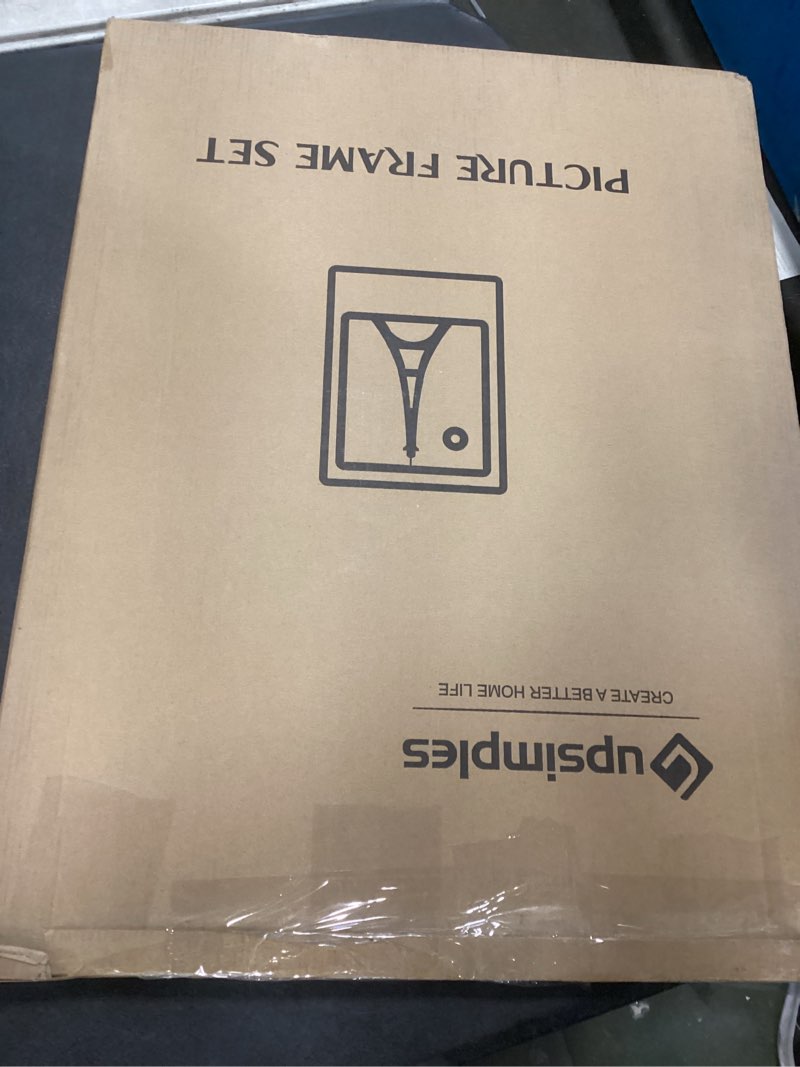 upsimples
CREATE A BETTER HOME LIFE
PICTURE FRAME SET